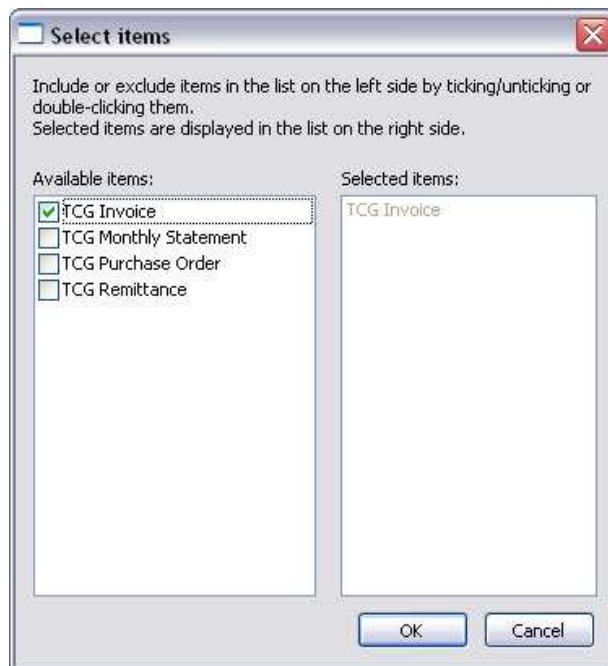 Select items
Include or exclude items in the list on the left side by ticking/unticking or
double-clicking them.
Selected items are displayed in the list on the right side.
Available items:
TCG Invoice
TCG Monthly Statement
TCG Purchase Order
TCG Remittance
Selected items:
TCG Invoice
OK
Cancel